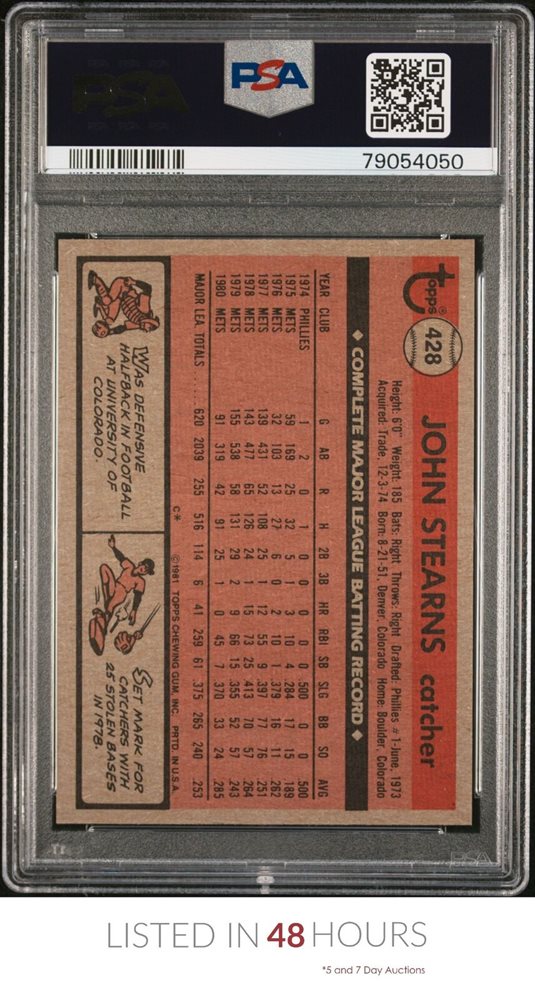 PSA
PSA
79054050
topps®
428
JOHN STEARNS catcher
Height: 6'0" Weight: 185 Bats: Right Throws: Right Drafted: Phillies #1-June, 1973
Acquired: Trade, 12-3-74 Born: 8-21-51, Denver, Colorado Home: Boulder, Colorado
◆ COMPLETE MAJOR LEAGUE BATTING RECORD ◆
YEAR CLUB G AB R H 2B 3B HR RBI SB SLG BB SO AVG
1974 PHILLIES 1 2 0 1 0 0 0 0 0 .500 0 0 .500
1975 METS 59 169 25 32 5 1 3 10 4 .284 17 15 .189
1976 METS 32 103 13 27 6 0 2 10 1 .379 16 11 .262
1977 METS 139 431 52 108 25 1 12 55 9 .397 77 76 .251
1978 METS 143 477 65 126 24 1 15 73 25 .413 70 57 .264
1979 METS 155 538 58 131 29 2 9 66 15 .355 52 57 .243
1980 METS 91 319 42 91 25 1 0 45 7 .370 33 24 .285
MAJOR LEA. TOTALS ..... 620 2039 255 516 114 6 41 259 61 .375 265 240 .253
C* ©1981 TOPPS CHEWING GUM, INC. PRTD. IN U.S.A.
WAS DEFENSIVE
HALFBACK IN FOOTBALL
AT UNIVERSITY OF
COLORADO.
SET MARK FOR
CATCHERS WITH
25 STOLEN BASES
IN 1978.
PSA
LISTED IN 48 HOURS
*5 and 7 Day Auctions